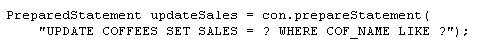 PreparedStatement updateSales = con.prepareStatement(
"UPDATE COFFEES SET SALES = ? WHERE COF_NAME LIKE ?");